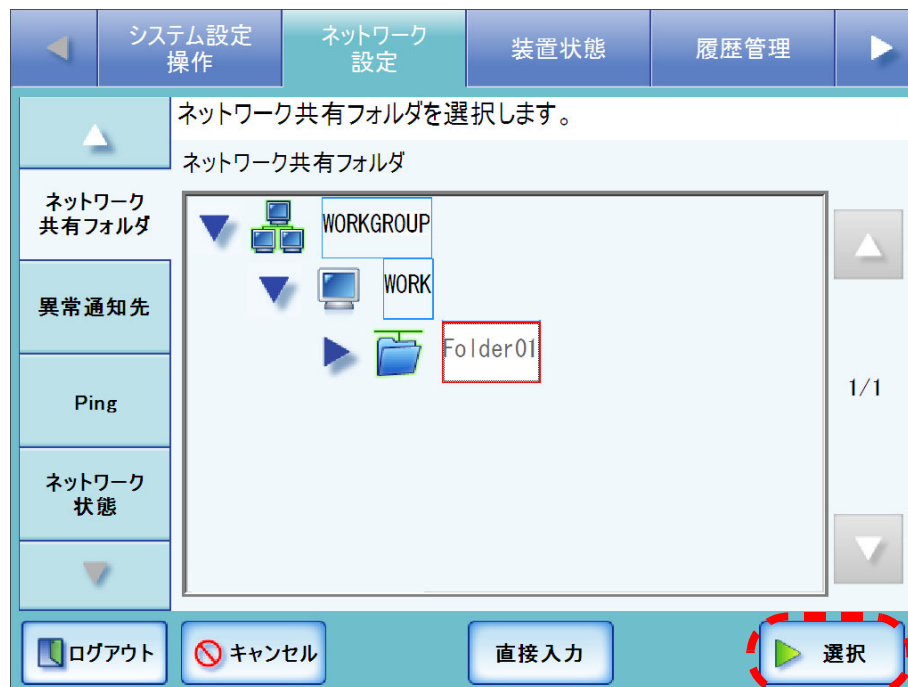 システム設定
操作
ネットワーク
設定
装置状態
履歴管理
ネットワーク共有フォルダを選択します。
ネットワーク共有フォルダ
ネットワーク
共有フォルダ
異常通知先
Ping
ネットワーク
状態
WORKGROUP
WORK
Folder01
1/1
ログアウト
キャンセル
直接入力
選択